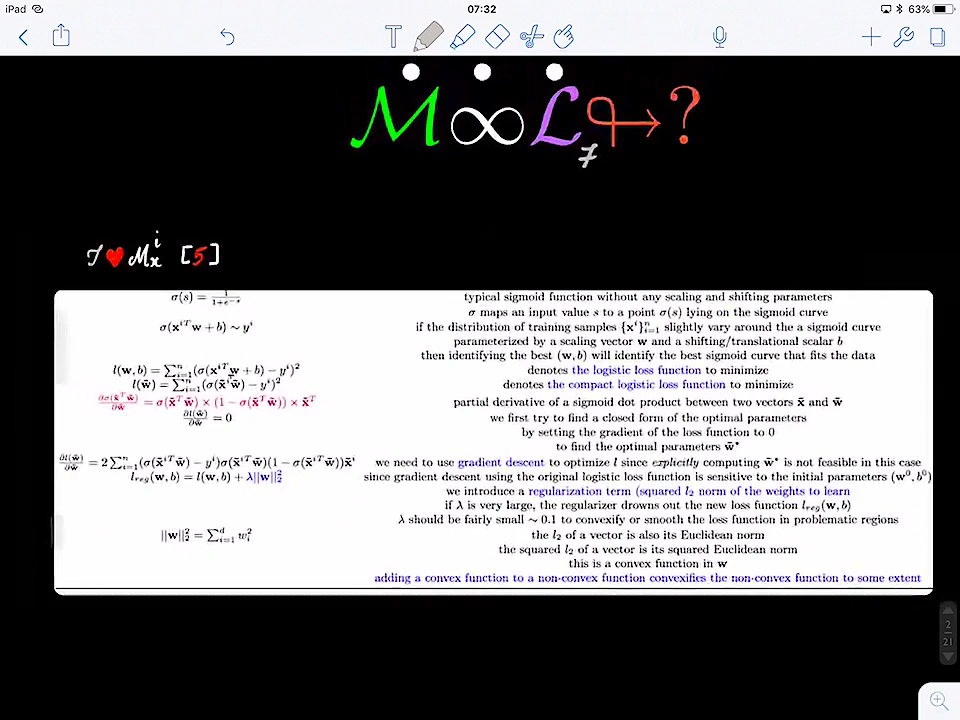 iPad 07:32 63%
T
M∞L7↬?
I ♥ Mxⁱ [5]
σ(s) = 1/(1+e^{-s}) typical sigmoid function without any scaling and shifting parameters
σ maps an input value s to a point σ(s) lying on the sigmoid curve
σ(x^{iT}w + b) ∼ y^i if the distribution of training samples {x^i}_{i=1}^n slightly vary around the a sigmoid curve
parameterized by a scaling vector w and a shifting/translational scalar b
then identifying the best (w, b) will identify the best sigmoid curve that fits the data
l(w, b) = ∑_{i=1}^n (σ(x^{iT}w + b) − y^i)^2 denotes the logistic loss function to minimize
l(w̃) = ∑_{i=1}^n (σ(x̃^{iT}w̃) − y^i)^2 denotes the compact logistic loss function to minimize
∂σ(x̃^T w̃)/∂w̃ = σ(x̃^T w̃) × (1 − σ(x̃^T w̃)) × x̃^T partial derivative of a sigmoid dot product between two vectors x̃ and w̃
∂l(w̃)/∂w̃ = 0 we first try to find a closed form of the optimal parameters
by setting the gradient of the loss function to 0
to find the optimal parameters w̃*
∂l(w̃)/∂w̃ = 2∑_{i=1}^n (σ(x̃^{iT}w̃) − y^i)σ(x̃^{iT}w̃)(1 − σ(x̃^{iT}w̃))x̃^i we need to use gradient descent to optimize l since explicitly computing w̃* is not feasible in this case
l_{reg}(w, b) = l(w, b) + λ||w||_2^2 since gradient descent using the original logistic loss function is sensitive to the initial parameters (w^0, b^0)
we introduce a regularization term (squared l_2 norm of the weights to learn
if λ is very large, the regularizer drowns out the new loss function l_{reg}(w, b)
λ should be fairly small ∼ 0.1 to convexify or smooth the loss function in problematic regions
||w||_2^2 = ∑_{i=1}^d w_i^2 the l_2 of a vector is also its Euclidean norm
the squared l_2 of a vector is its squared Euclidean norm
this is a convex function in w
adding a convex function to a non-convex function convexifies the non-convex function to some extent
2
21